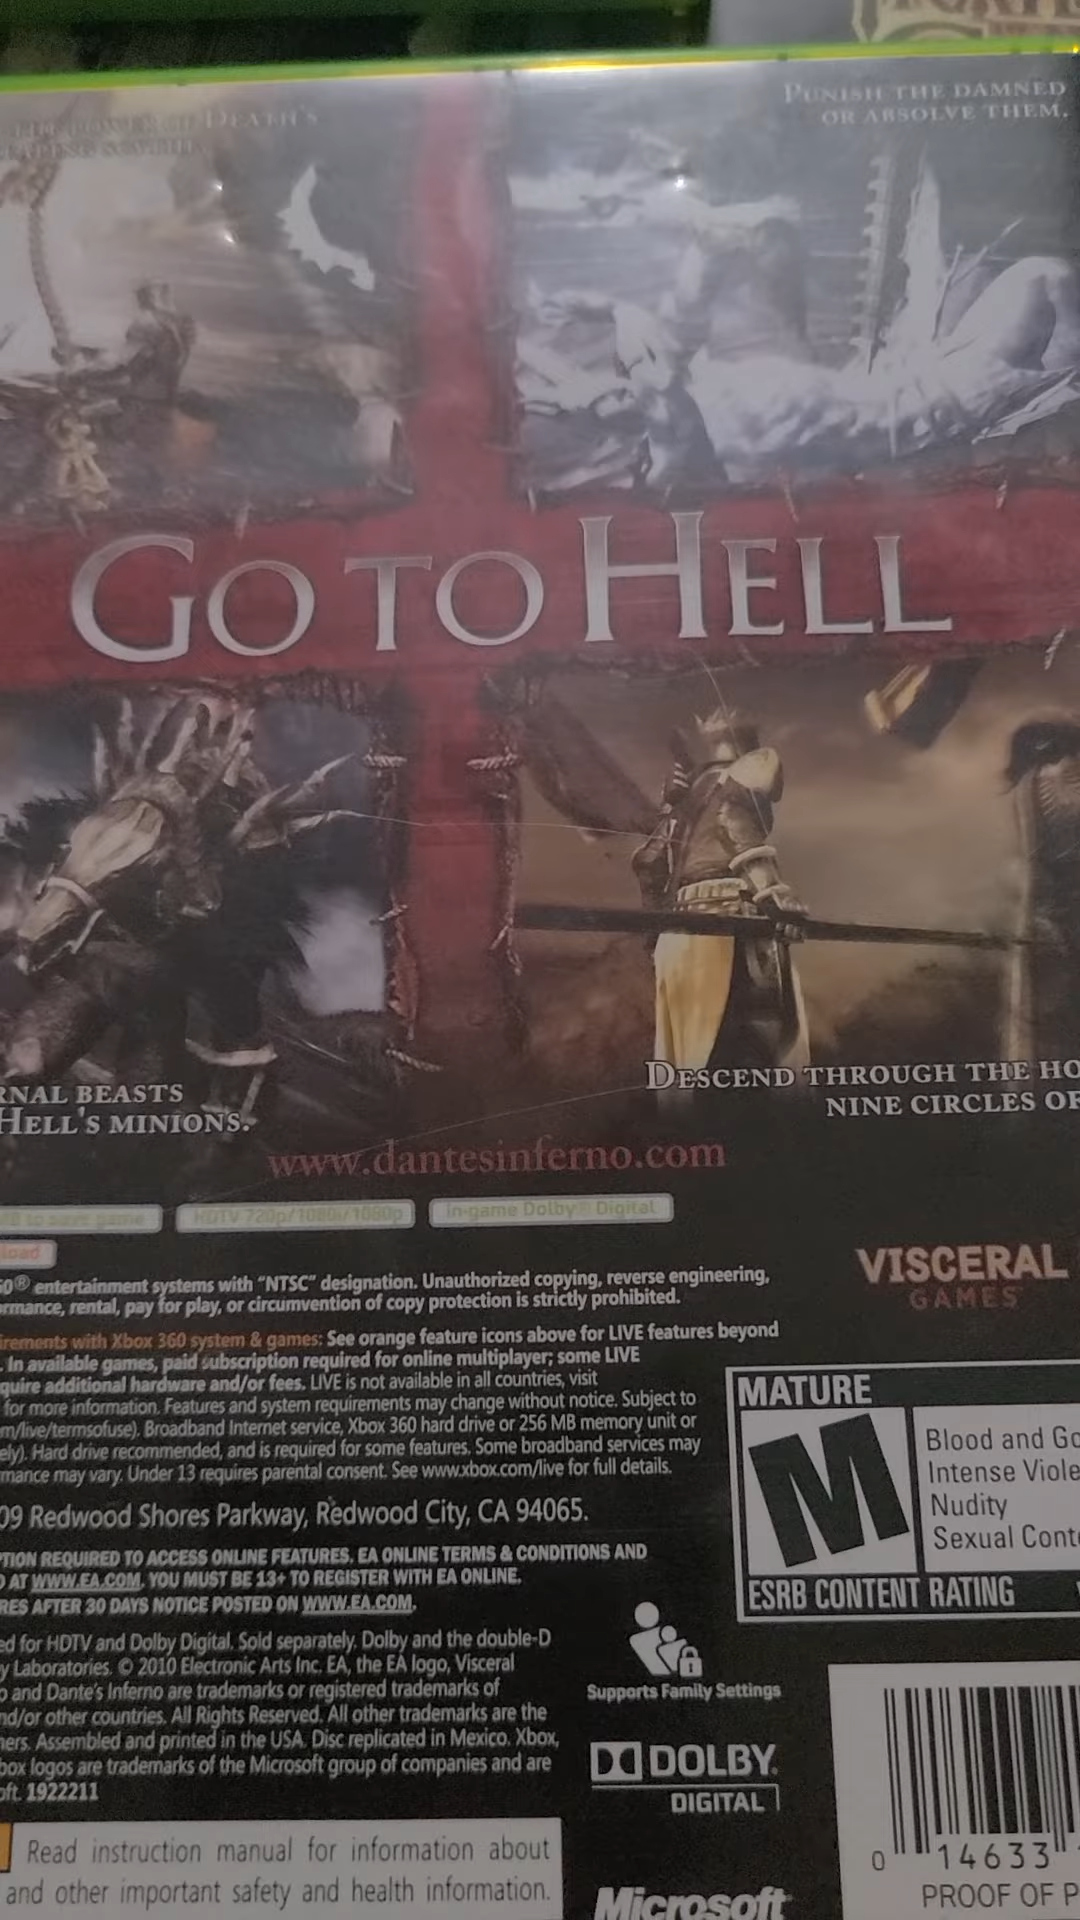 DEATH'S
PUNISH THE DAMNED
OR ABSOLVE THEM.
GO TO HELL
RNAL BEASTS
HELL'S MINIONS.
DESCEND THROUGH THE HO
NINE CIRCLES OF
www.dantesinferno.com
MB to save game
HDTV 720p/1080i/1080p
in-game Dolby® Digital
load
60® entertainment systems with “NTSC” designation. Unauthorized copying, reverse engineering,
rmance, rental, pay for play, or circumvention of copy protection is strictly prohibited.
VISCERAL
GAMES
irements with Xbox 360 system & games: See orange feature icons above for LIVE features beyond
. In available games, paid subscription required for online multiplayer; some LIVE
quire additional hardware and/or fees. LIVE is not available in all countries, visit
for more information. Features and system requirements may change without notice. Subject to
m/live/termsofuse). Broadband Internet service, Xbox 360 hard drive or 256 MB memory unit or
ely). Hard drive recommended, and is required for some features. Some broadband services may
rmance may vary. Under 13 requires parental consent. See www.xbox.com/live for full details.
09 Redwood Shores Parkway, Redwood City, CA 94065.
TION REQUIRED TO ACCESS ONLINE FEATURES. EA ONLINE TERMS & CONDITIONS AND
D AT WWW.EA.COM. YOU MUST BE 13+ TO REGISTER WITH EA ONLINE.
RES AFTER 30 DAYS NOTICE POSTED ON WWW.EA.COM.
MATURE
M
Blood and Go
Intense Viole
Nudity
Sexual Conte
ESRB CONTENT RATING
ed for HDTV and Dolby Digital. Sold separately. Dolby and the double-D
y Laboratories. © 2010 Electronic Arts Inc. EA, the EA logo, Visceral
o and Dante's Inferno are trademarks or registered trademarks of
nd/or other countries. All Rights Reserved. All other trademarks are the
ners. Assembled and printed in the USA. Disc replicated in Mexico. Xbox,
box logos are trademarks of the Microsoft group of companies and are
oft. 1922211
Supports Family Settings
DOLBY
DIGITAL
Read instruction manual for information about
and other important safety and health information.
Microsoft
0 14633
PROOF OF P